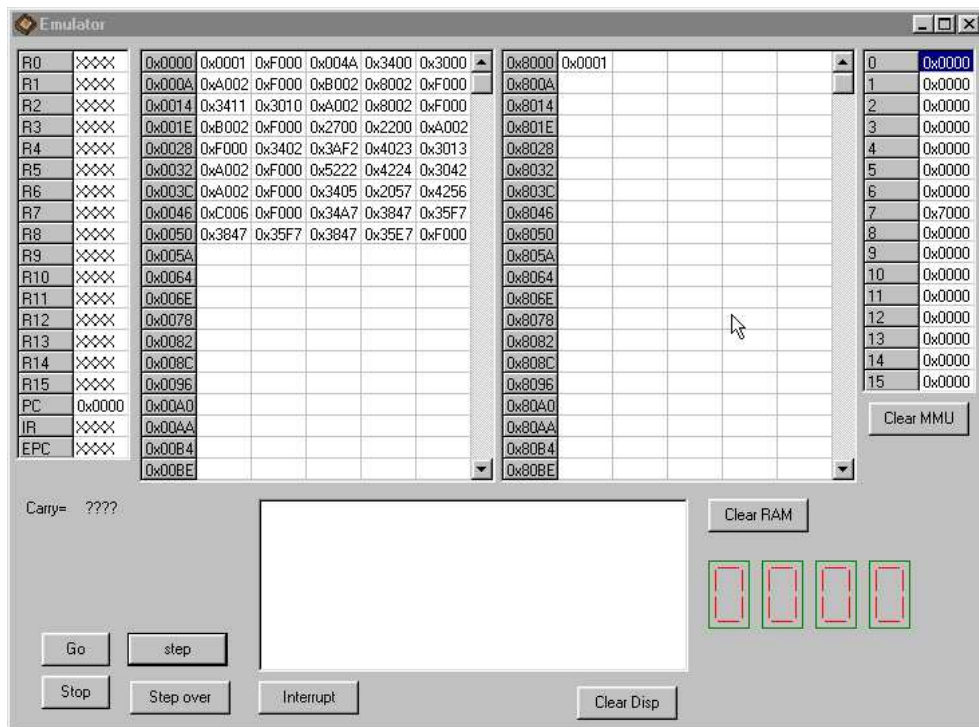 Emulator
R0 XXXX 0x0000 0x0001 0xF000 0x004A 0x3400 0x3000 0x8000 0x0001 0 0x0000
R1 XXXX 0x000A 0xA002 0xF000 0xB002 0x8002 0xF000 0x800A 1 0x0000
R2 XXXX 0x0014 0x3411 0x3010 0xA002 0x8002 0xF000 0x8014 2 0x0000
R3 XXXX 0x001E 0xB002 0xF000 0x2700 0x2200 0xA002 0x801E 3 0x0000
R4 XXXX 0x0028 0xF000 0x3402 0x3AF2 0x4023 0x3013 0x8028 4 0x0000
R5 XXXX 0x0032 0xA002 0xF000 0x5222 0x4224 0x3042 0x8032 5 0x0000
R6 XXXX 0x003C 0xA002 0xF000 0x3405 0x2057 0x4256 0x803C 6 0x0000
R7 XXXX 0x0046 0xC006 0xF000 0x34A7 0x3847 0x35F7 0x8046 7 0x7000
R8 XXXX 0x0050 0x3847 0x35F7 0x3847 0x35E7 0xF000 0x8050 8 0x0000
R9 XXXX 0x005A 0x805A 9 0x0000
R10 XXXX 0x0064 0x8064 10 0x0000
R11 XXXX 0x006E 0x806E 11 0x0000
R12 XXXX 0x0078 0x8078 12 0x0000
R13 XXXX 0x0082 0x8082 13 0x0000
R14 XXXX 0x008C 0x808C 14 0x0000
R15 XXXX 0x0096 0x8096 15 0x0000
PC 0x0000 0x00A0 0x80A0
IR XXXX 0x00AA 0x80AA
EPC XXXX 0x00B4 0x80B4
0x00BE 0x80BE
Clear MMU
Carry= ????
Clear RAM
0 0 0 0
Go step
Stop Step over Interrupt Clear Disp